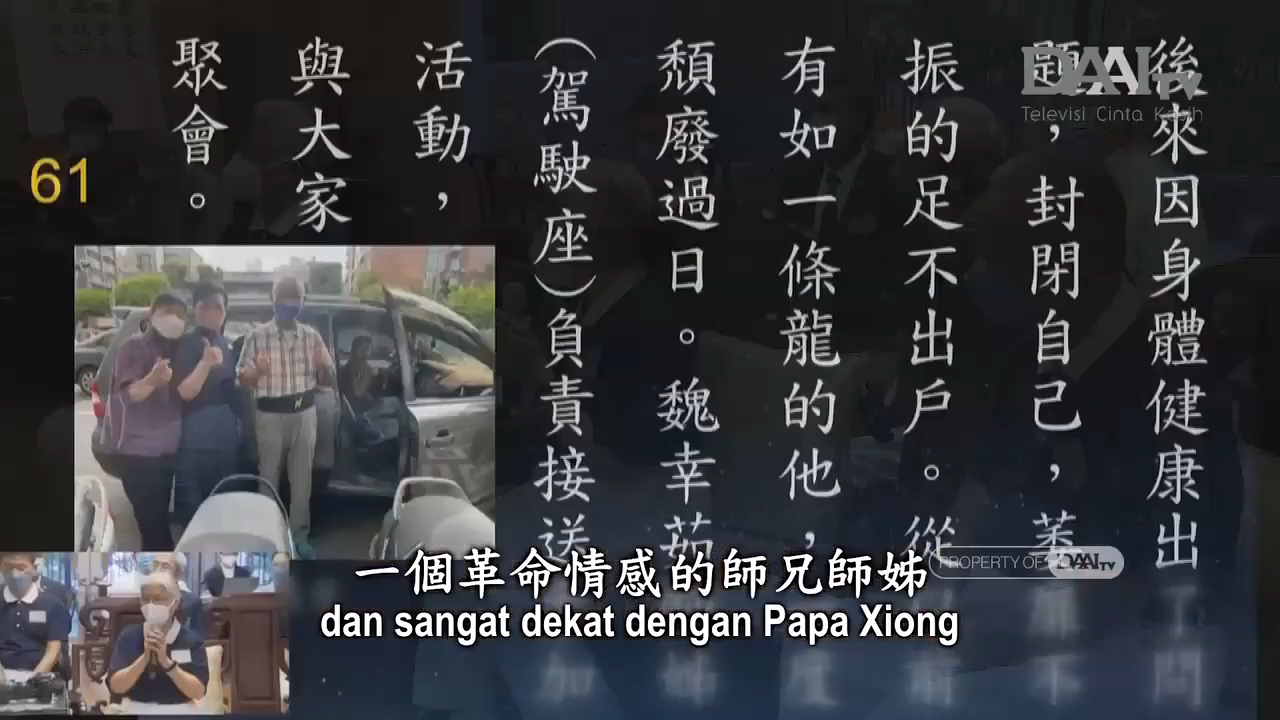 DAAI TV
Televisi Cinta Kasih
後來因身體健康出
題，封閉自己，萎
振的足不出戶。從
有如一條龍的他，
頹廢過日。魏幸茹
（駕駛座）負責接送
活動，
與大家
聚會。
61
PROPERTY OF DAAI TV
一個革命情感的師兄師姊
dan sangat dekat dengan Papa Xiong